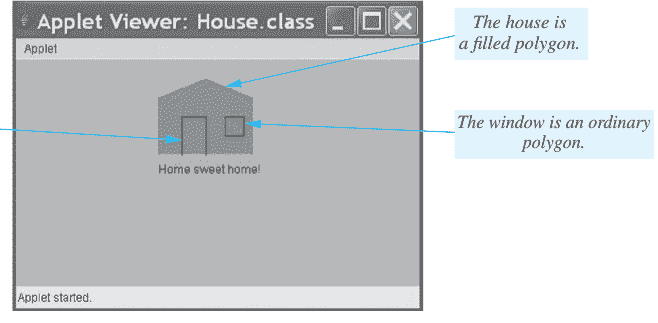 Applet Viewer: House.class
Applet
The house is
a filled polygon.
The window is an ordinary
polygon.
Home sweet home!
Applet started.